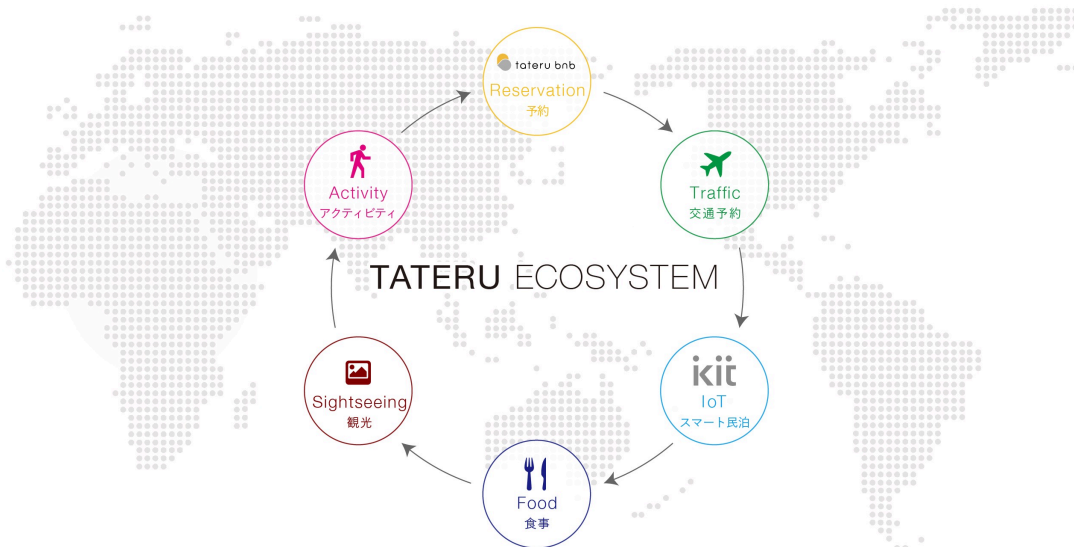 tateru bnb
Reservation
予約
Activity
アクティビティ
Traffic
交通予約
TATERU ECOSYSTEM
Sightseeing
観光
ikit
IoT
スマート民泊
Food
食事